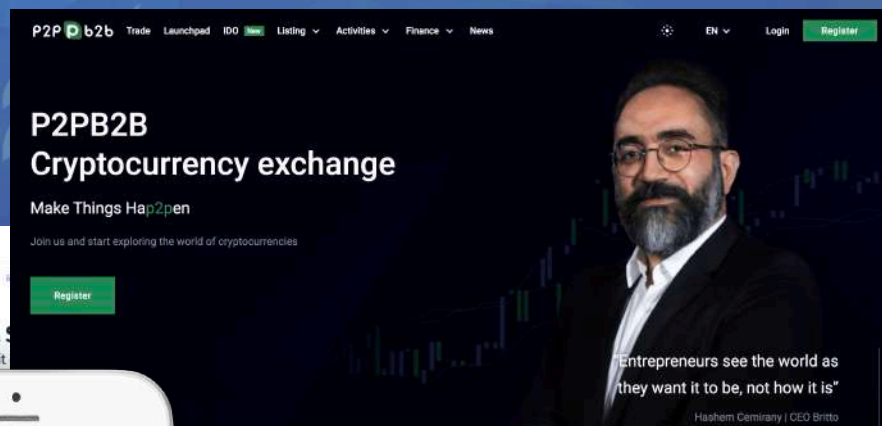 P2P b2b Trade Launchpad IDO New Listing Activities Finance News EN Login Register
P2PB2B
Cryptocurrency exchange
Make Things Hap2pen
Join us and start exploring the world of cryptocurrencies
Register
"Entrepreneurs see the world as
they want it to be, not how it is"
Hashem Cemirany | CEO Britto